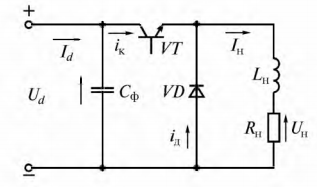 +
I_d
i_к
VT
I_н
L_н
U_d
C_ф
VD
R_н
U_н
i_д
−